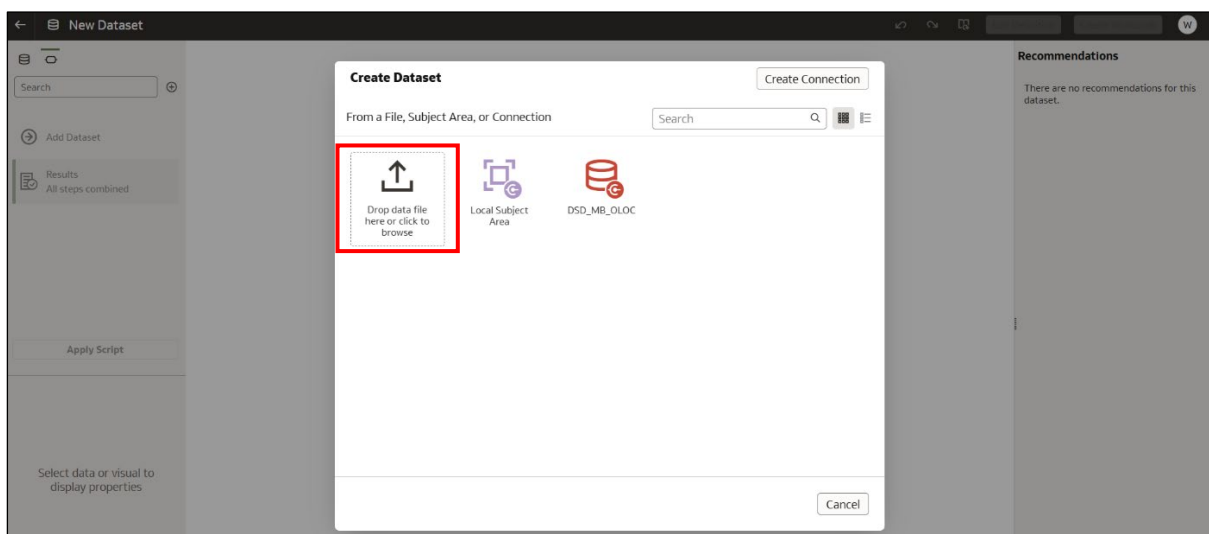 New Dataset
W
Search
Add Dataset
Results
All steps combined
Apply Script
Select data or visual to
display properties
Create Dataset
Create Connection
From a File, Subject Area, or Connection
Search
Drop data file
here or click to
browse
Local Subject
Area
DSD_MB_OLOC
Cancel
Recommendations
There are no recommendations for this
dataset.